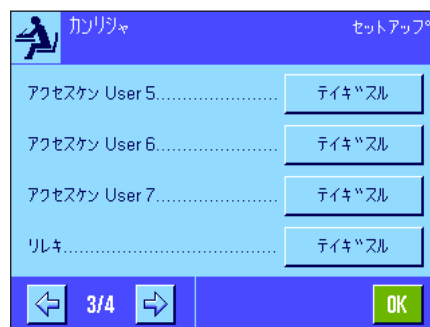 カンリシャ セットアップ
アクセスケン User 5...................... テイギスル
アクセスケン User 6...................... テイギスル
アクセスケン User 7...................... テイギスル
リレキ....................................... テイギスル
3/4 OK